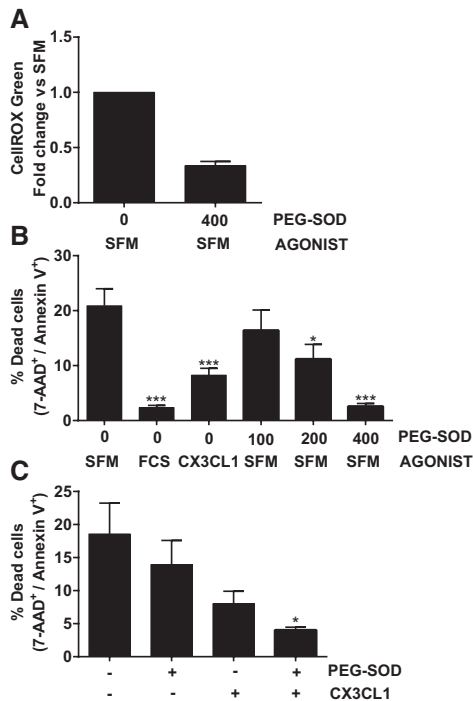 A
CellROX Green
Fold change vs SFM
1.5
1.0
0.5
0.0
0 400 PEG-SOD
SFM SFM AGONIST
B
% Dead cells
(7-AAD+ / Annexin V+)
30
20
10
0
***
***
*
***
0 0 0 100 200 400 PEG-SOD
SFM FCS CX3CL1 SFM SFM SFM AGONIST
C
% Dead cells
(7-AAD+ / Annexin V+)
25
20
15
10
5
0
*
- + - + PEG-SOD
- - + + CX3CL1